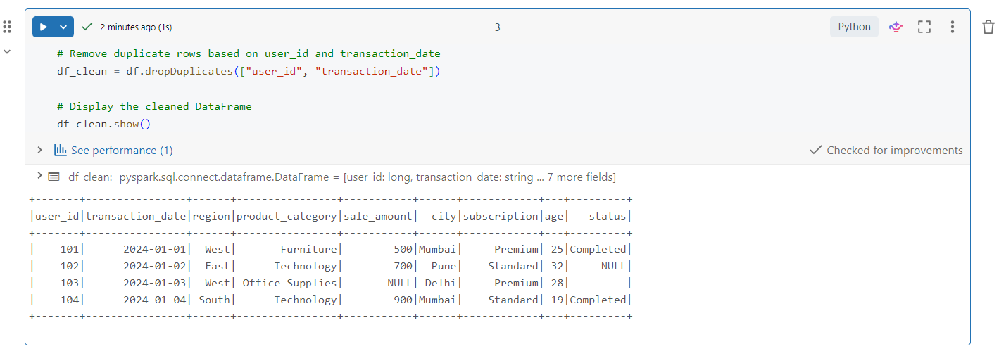 2 minutes ago (1s)
3
Python
# Remove duplicate rows based on user_id and transaction_date
df_clean = df.dropDuplicates(["user_id", "transaction_date"])
# Display the cleaned DataFrame
df_clean.show()
See performance (1)
Checked for improvements
df_clean: pyspark.sql.connect.dataframe.DataFrame = [user_id: long, transaction_date: string ... 7 more fields]
+-------+----------------+------+----------------+-----------+------+------------+---+---------+
|user_id|transaction_date|region|product_category|sale_amount|  city|subscription|age|   status|
+-------+----------------+------+----------------+-----------+------+------------+---+---------+
|    101|      2024-01-01|  West|       Furniture|        500|Mumbai|     Premium| 25|Completed|
|    102|      2024-01-02|  East|      Technology|        700|  Pune|    Standard| 32|     NULL|
|    103|      2024-01-03|  West| Office Supplies|       NULL| Delhi|     Premium| 28|         |
|    104|      2024-01-04| South|      Technology|        900|Mumbai|    Standard| 19|Completed|
+-------+----------------+------+----------------+-----------+------+------------+---+---------+